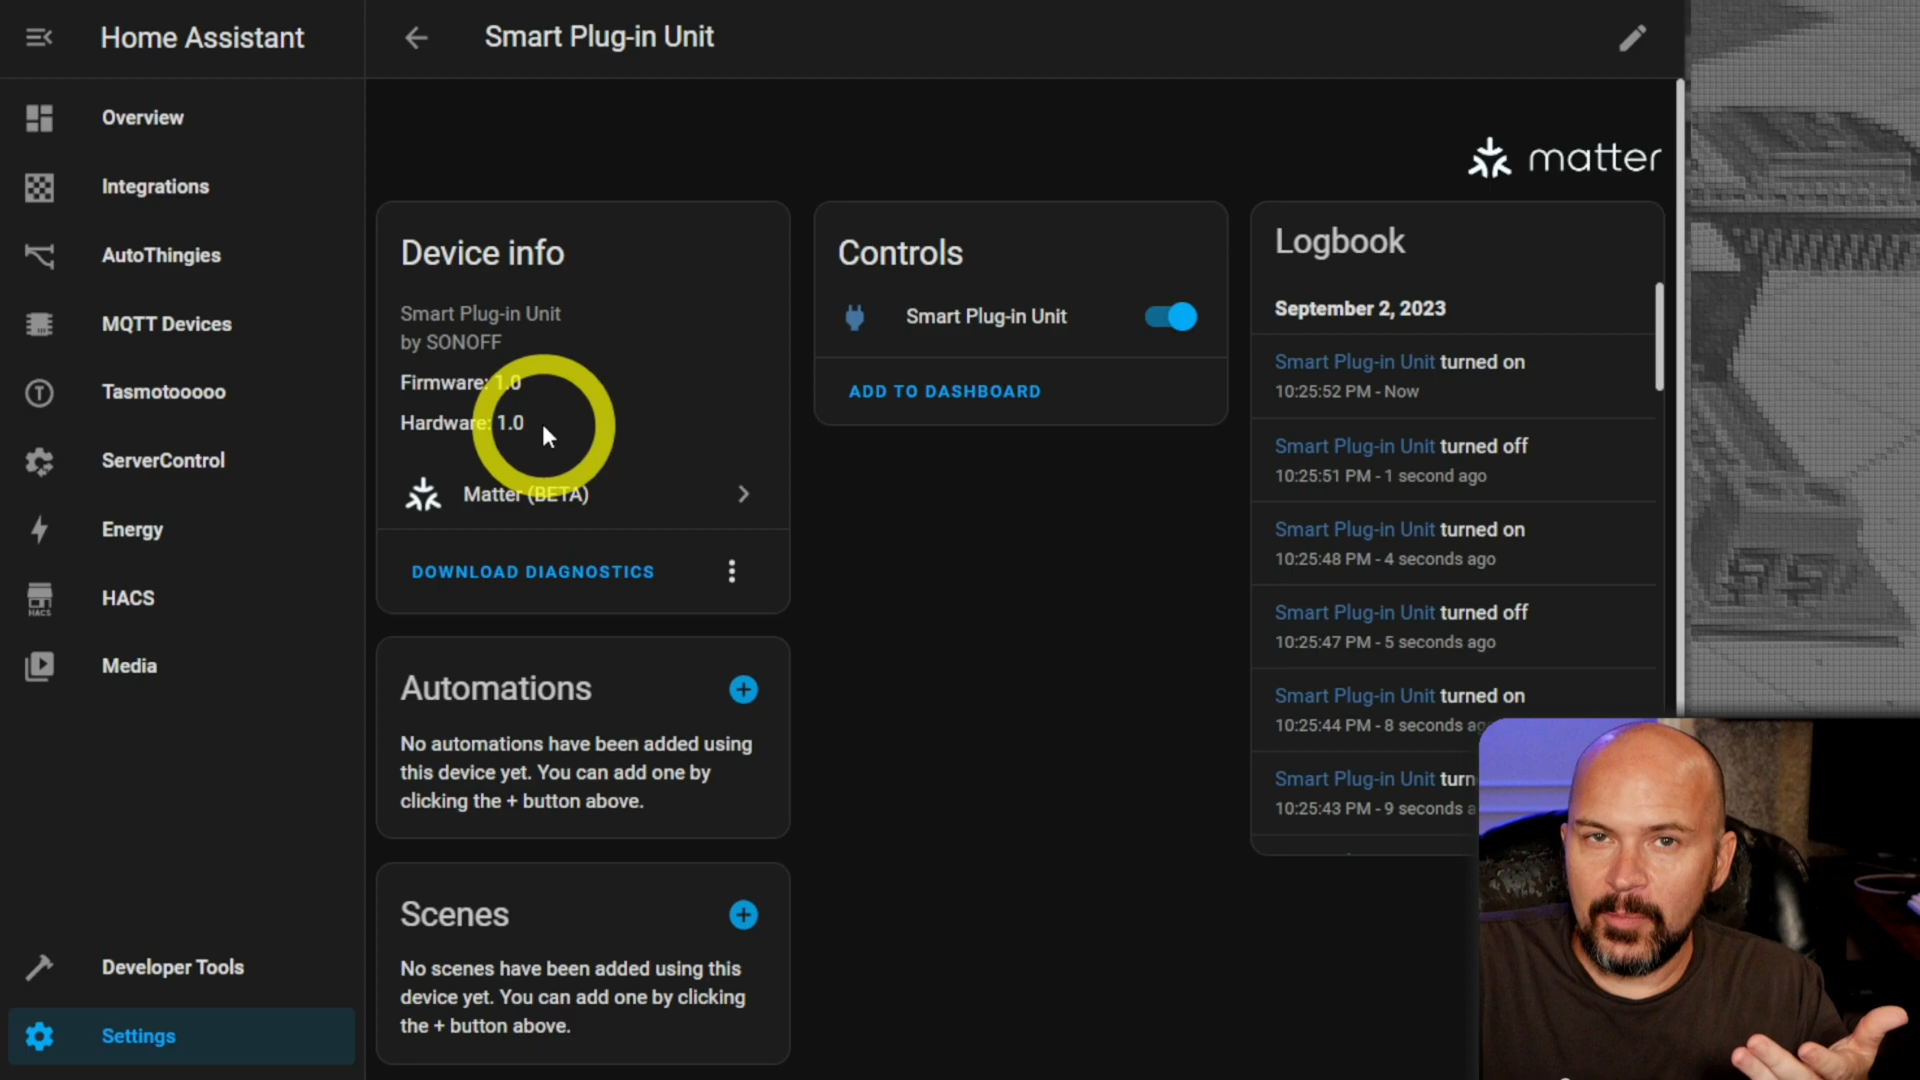 Home Assistant
Overview
Integrations
AutoThingies
MQTT Devices
Tasmotooooo
ServerControl
Energy
HACS
HACS
Media
Developer Tools
Settings
Smart Plug-in Unit
matter
Device info
Smart Plug-in Unit
by SONOFF
Firmware: 1.0
Hardware: 1.0
Matter (BETA)
DOWNLOAD DIAGNOSTICS
Automations
No automations have been added using
this device yet. You can add one by
clicking the + button above.
Scenes
No scenes have been added using this
device yet. You can add one by clicking
the + button above.
Controls
Smart Plug-in Unit
ADD TO DASHBOARD
Logbook
September 2, 2023
Smart Plug-in Unit turned on
10:25:52 PM - Now
Smart Plug-in Unit turned off
10:25:51 PM - 1 second ago
Smart Plug-in Unit turned on
10:25:48 PM - 4 seconds ago
Smart Plug-in Unit turned off
10:25:47 PM - 5 seconds ago
Smart Plug-in Unit turned on
10:25:44 PM - 8 seconds ago
Smart Plug-in Unit turn
10:25:43 PM - 9 seconds a